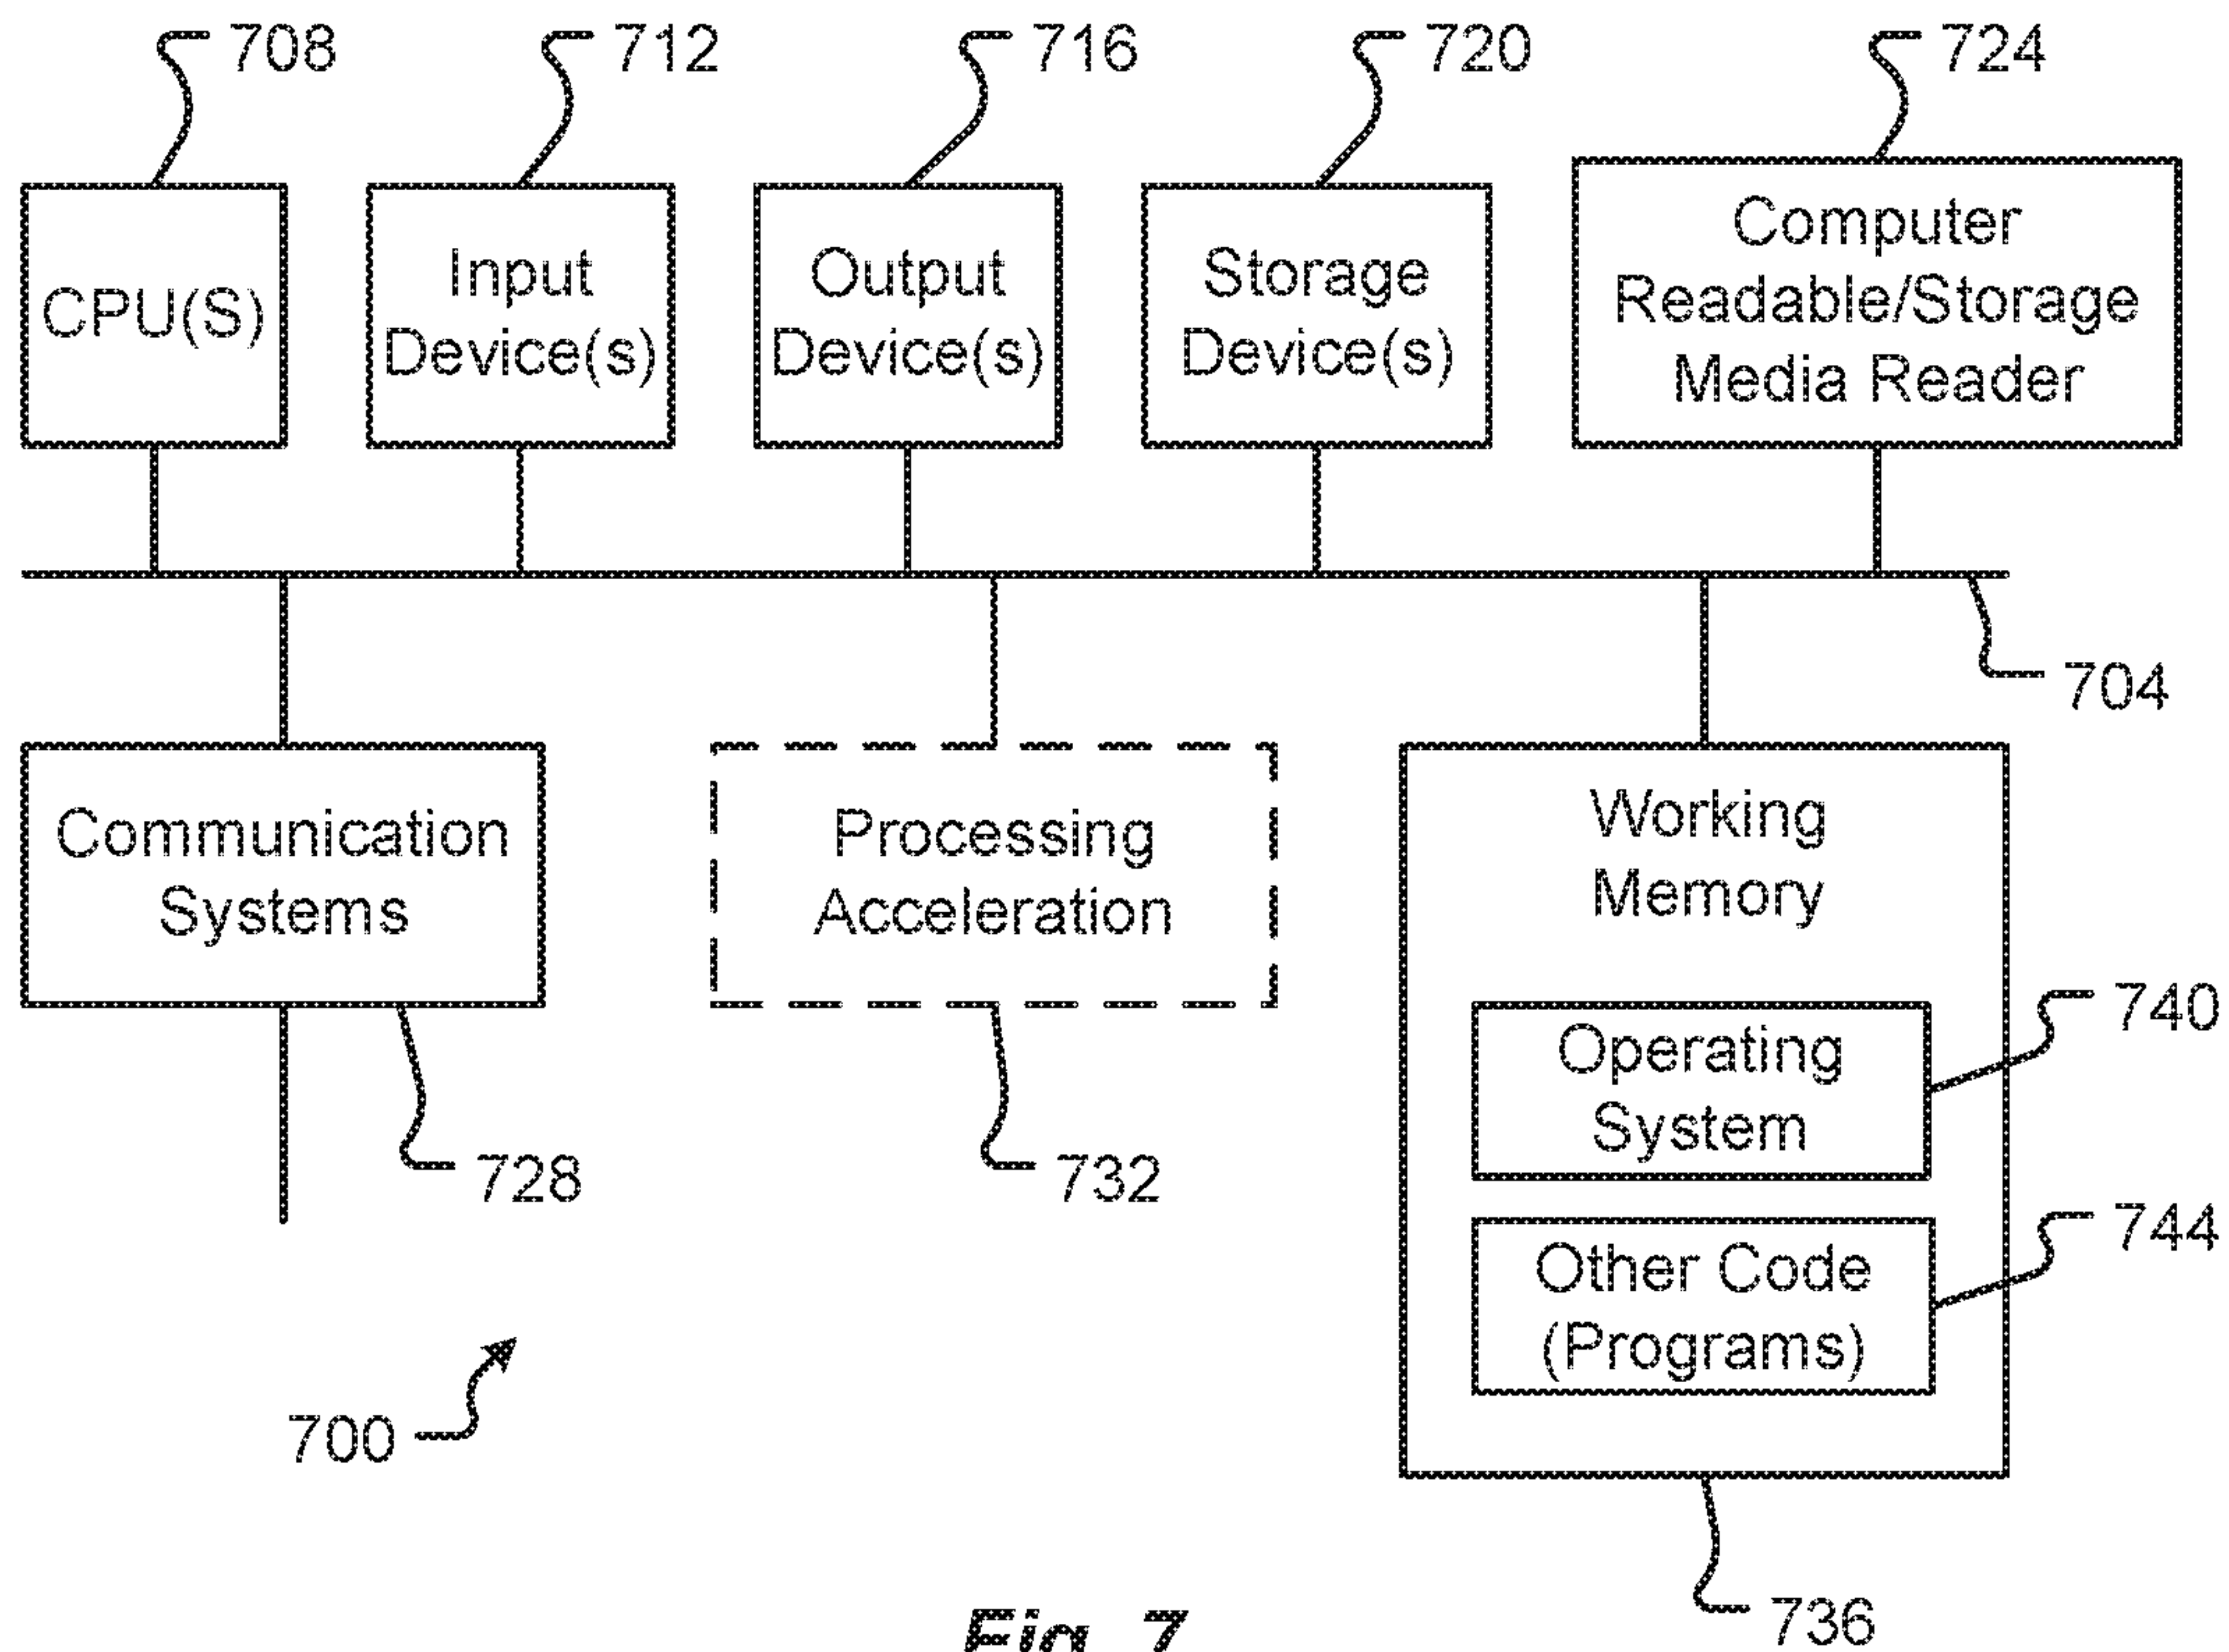 708
712
716
720
724
CPU(S)
Input
Device(s)
Output
Device(s)
Storage
Device(s)
Computer
Readable/Storage
Media Reader
704
Communication
Systems
Processing
Acceleration
Working
Memory
Operating
System
740
Other Code
(Programs)
744
728
732
700
736
Fig. 7